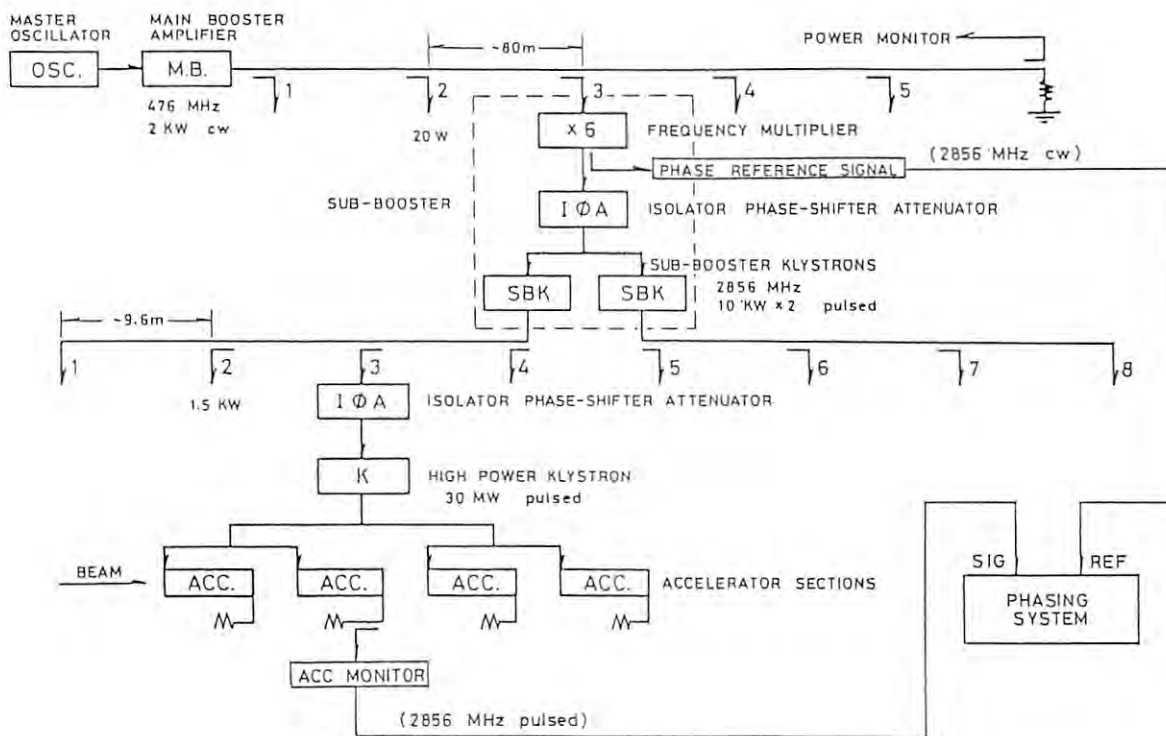 MASTER
OSCILLATOR
MAIN BOOSTER
AMPLIFIER
~80m
POWER MONITOR
OSC.
M.B.
1
2
3
4
5
476 MHz
2 KW cw
20 W
× 6
FREQUENCY MULTIPLIER
(2856 MHz cw)
PHASE REFERENCE SIGNAL
SUB-BOOSTER
I Φ A
ISOLATOR PHASE-SHIFTER ATTENUATOR
SUB-BOOSTER KLYSTRONS
SBK
SBK
2856 MHz
10 KW × 2 pulsed
~9.6m
1
2
3
4
5
6
7
8
1.5 KW
I Φ A
ISOLATOR PHASE-SHIFTER ATTENUATOR
K
HIGH POWER KLYSTRON
30 MW pulsed
BEAM
ACC.
ACC.
ACC.
ACC.
ACCELERATOR SECTIONS
SIG
REF
PHASING
SYSTEM
ACC MONITOR
(2856 MHz pulsed)